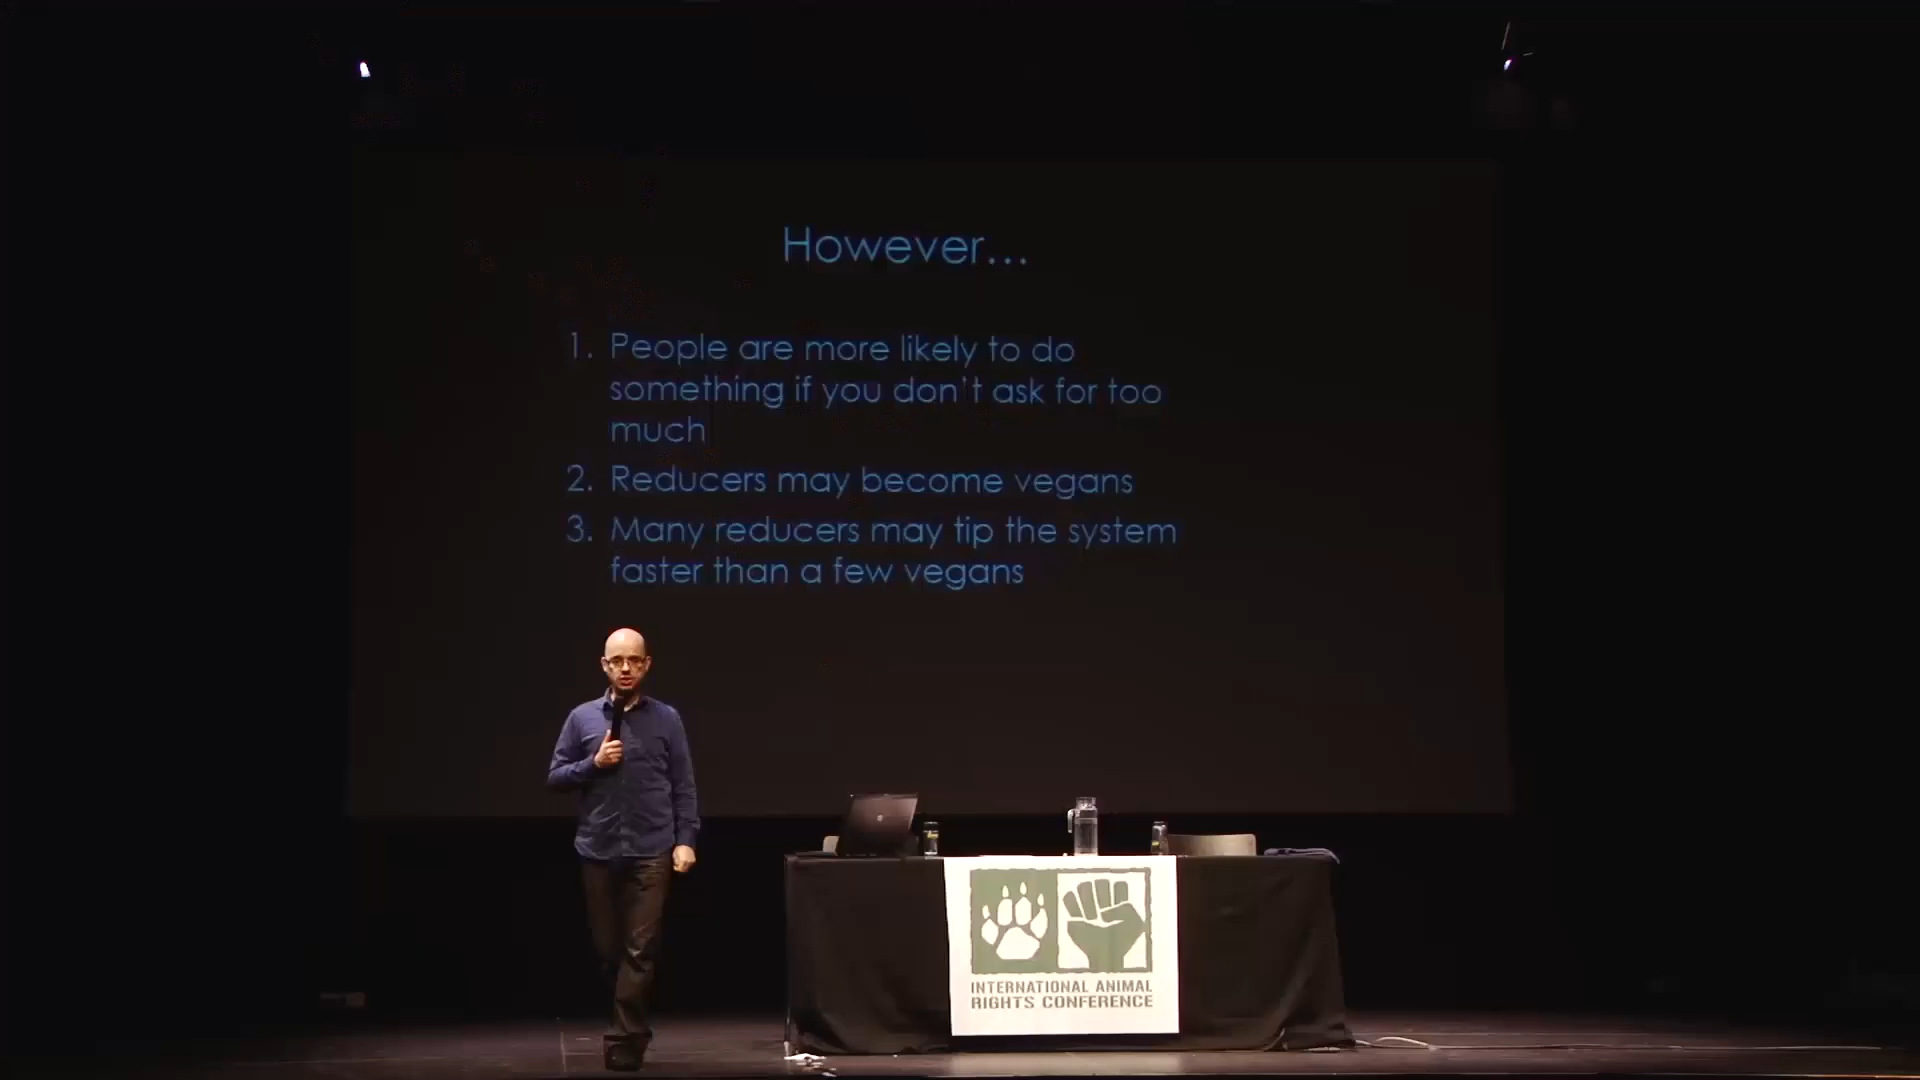 However...
1. People are more likely to do
something if you don't ask for too
much
2. Reducers may become vegans
3. Many reducers may tip the system
faster than a few vegans
INTERNATIONAL ANIMAL
RIGHTS CONFERENCE